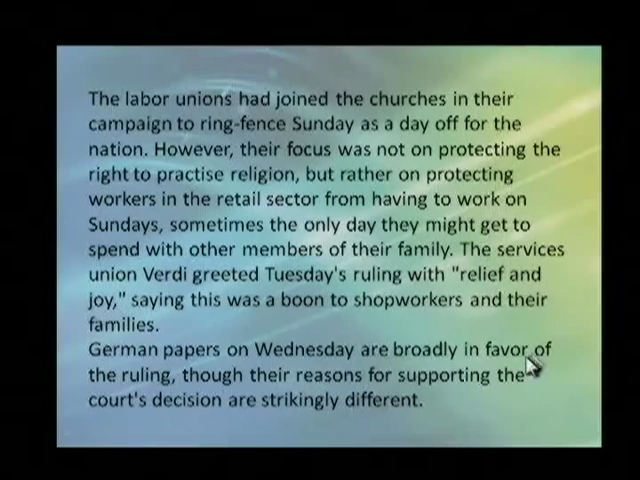 The labor unions had joined the churches in their
campaign to ring-fence Sunday as a day off for the
nation. However, their focus was not on protecting the
right to practise religion, but rather on protecting
workers in the retail sector from having to work on
Sundays, sometimes the only day they might get to
spend with other members of their family. The services
union Verdi greeted Tuesday's ruling with "relief and
joy," saying this was a boon to shopworkers and their
families.
German papers on Wednesday are broadly in favor of
the ruling, though their reasons for supporting the
court's decision are strikingly different.